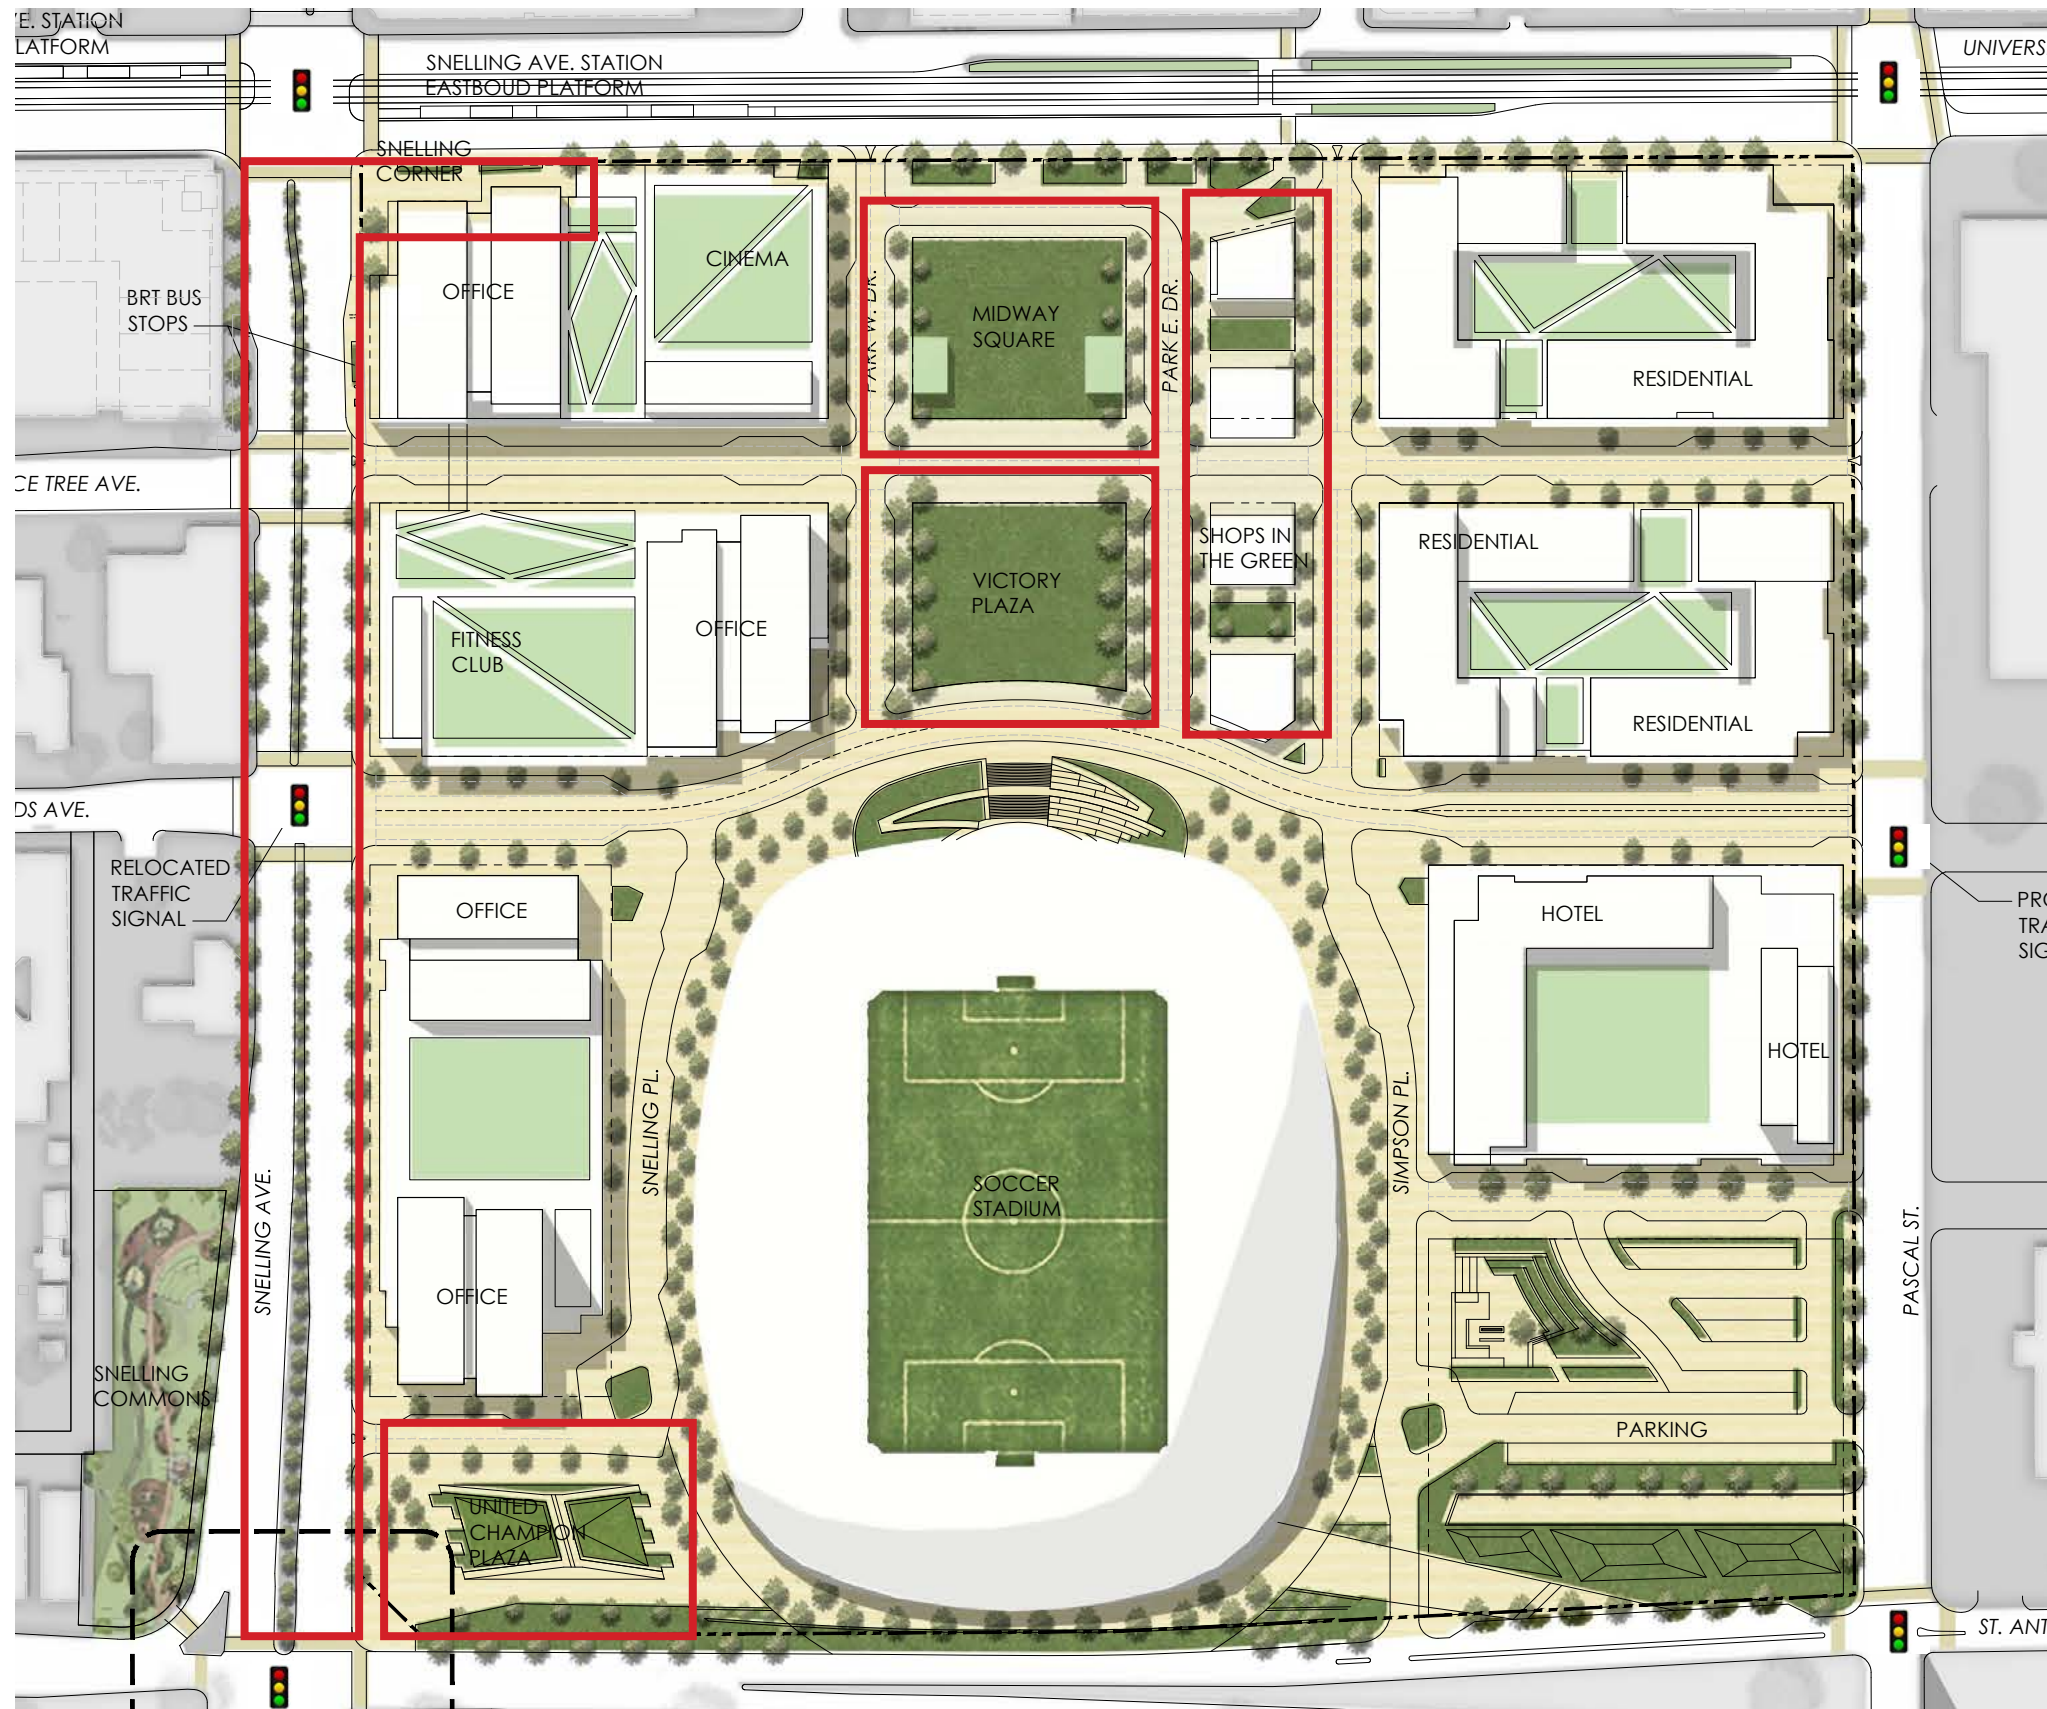 /E. STATION
LATFORM
SNELLING AVE. STATION
EASTBOUD PLATFORM
UNIVERS
SNELLING
CORNER
CINEMA
OFFICE
BRT BUS
STOPS
PARK W. DR.
MIDWAY
SQUARE
PARK E. DR.
RESIDENTIAL
CE TREE AVE.
SHOPS IN
THE GREEN
RESIDENTIAL
VICTORY
PLAZA
FITNESS
CLUB
OFFICE
RESIDENTIAL
DS AVE.
RELOCATED
TRAFFIC
SIGNAL
OFFICE
HOTEL
PRO
TRA
SIG
HOTEL
SNELLING PL.
SIMPSON PL.
SNELLING AVE.
SOCCER
STADIUM
PASCAL ST.
OFFICE
SNELLING
COMMONS
PARKING
UNITED
CHAMPION
PLAZA
ST. ANT